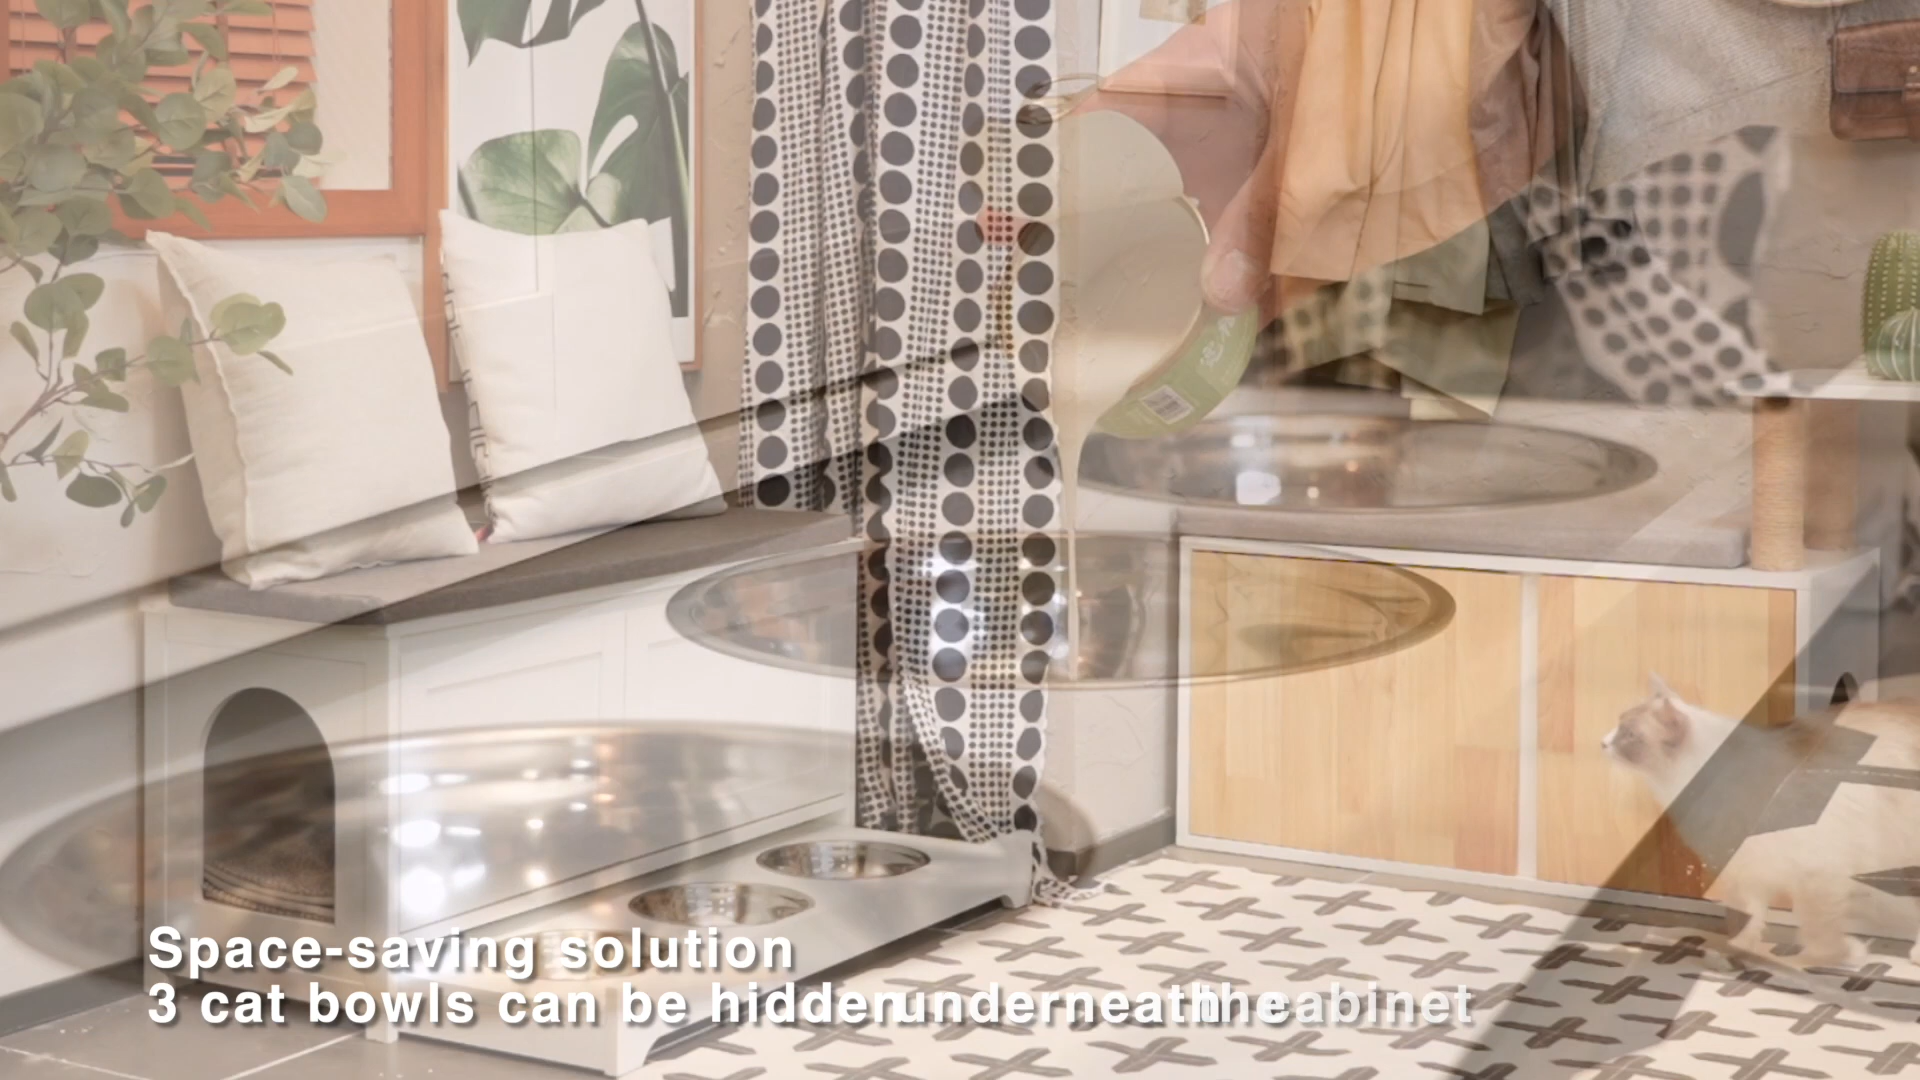 Space-saving solution
3 cat bowls can be hidden underneath the cabinet